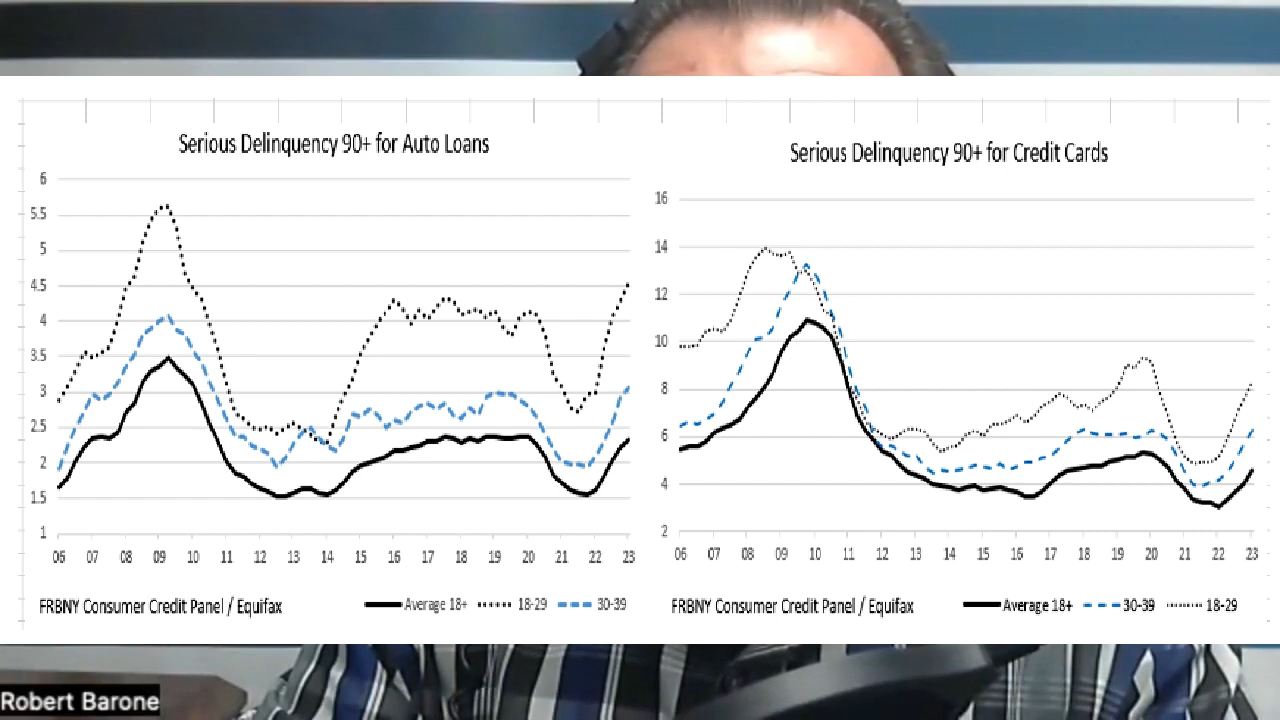 Serious Delinquency 90+ for Auto Loans
6
5.5
5
4.5
4
3.5
3
2.5
2
1.5
1
06 07 08 09 10 11 12 13 14 15 16 17 18 19 20 21 22 23
FRBNY Consumer Credit Panel / Equifax
Average 18+ 18-29 30-39
Serious Delinquency 90+ for Credit Cards
16
14
12
10
8
6
4
2
06 07 08 09 10 11 12 13 14 15 16 17 18 19 20 21 22 23
FRBNY Consumer Credit Panel / Equifax
Average 18+ 30-39 18-29
Robert Barone